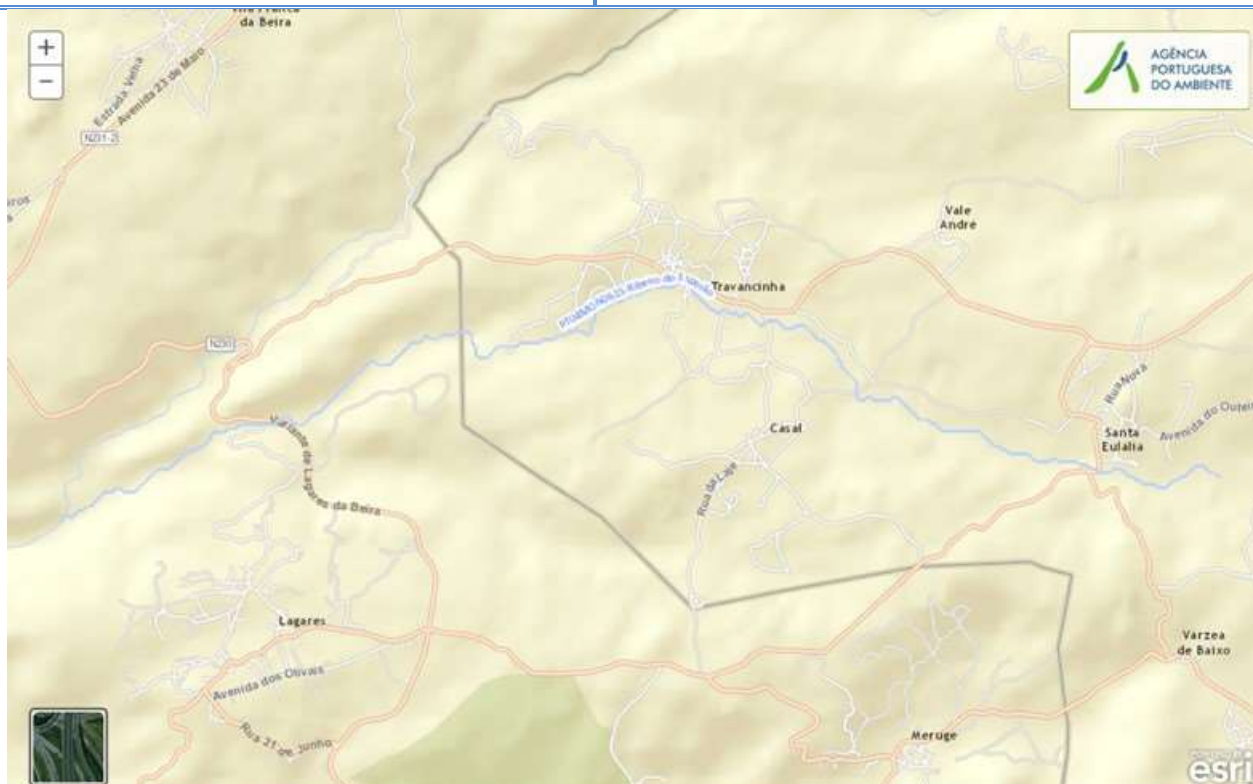 da Beira
+
−
AGÊNCIA
PORTUGUESA
DO AMBIENTE
Estrada Velha
Avenida 23 de Maio
N231-2
Vale
Andre
Travancinha
N230
Rua Nova
Avenida do Outei
Santa
Eulalia
Casal
Rua da Laje
Variante de Lagares da Beira
Lagares
Avenida dos Olivais
Rua 21 de Junho
Varzea
de Baixo
Meruge
esri